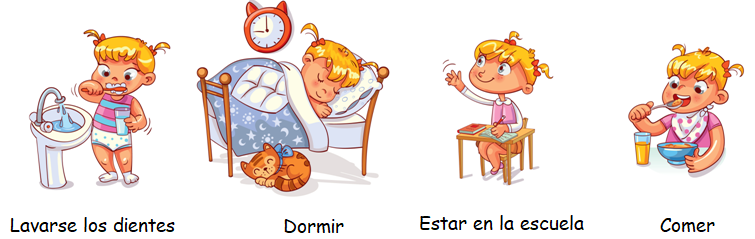 Lavarse los dientes
Dormir
Estar en la escuela
Comer